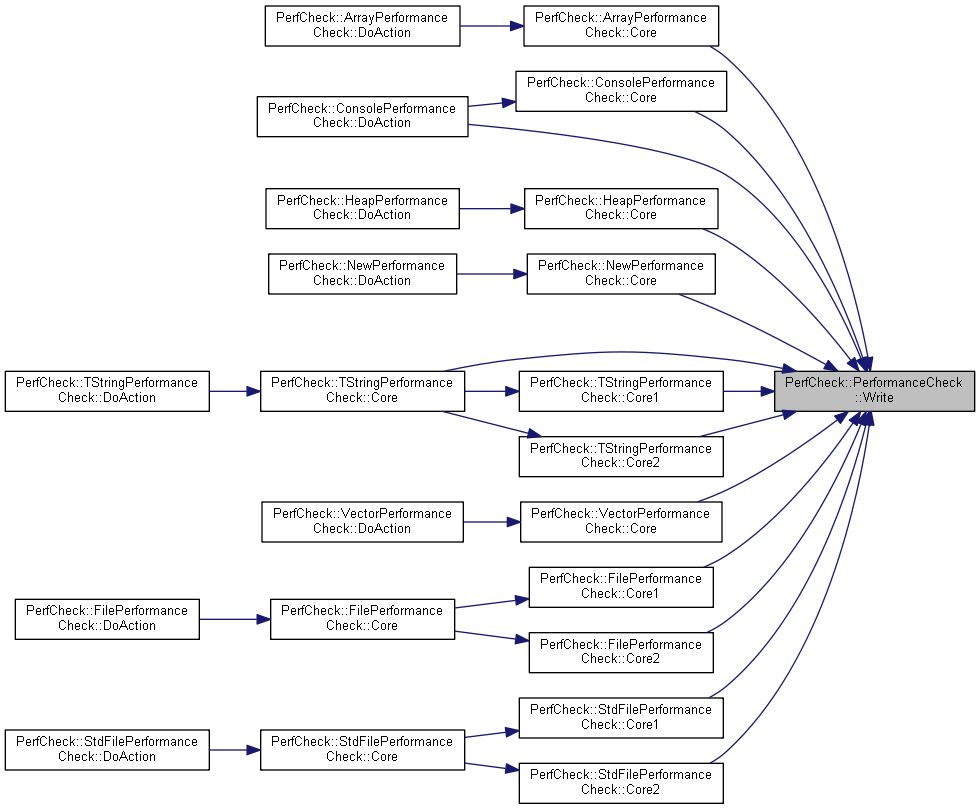 PerfCheck::ArrayPerformance
Check::DoAction
PerfCheck::ArrayPerformance
Check::Core
PerfCheck::ConsolePerformance
Check::Core
PerfCheck::ConsolePerformance
Check::DoAction
PerfCheck::HeapPerformance
Check::DoAction
PerfCheck::HeapPerformance
Check::Core
PerfCheck::NewPerformance
Check::DoAction
PerfCheck::NewPerformance
Check::Core
PerfCheck::TStringPerformance
Check::DoAction
PerfCheck::TStringPerformance
Check::Core
PerfCheck::TStringPerformance
Check::Core1
PerfCheck::PerformanceCheck
::Write
PerfCheck::TStringPerformance
Check::Core2
PerfCheck::VectorPerformance
Check::DoAction
PerfCheck::VectorPerformance
Check::Core
PerfCheck::FilePerformance
Check::Core1
PerfCheck::FilePerformance
Check::DoAction
PerfCheck::FilePerformance
Check::Core
PerfCheck::FilePerformance
Check::Core2
PerfCheck::StdFilePerformance
Check::Core1
PerfCheck::StdFilePerformance
Check::DoAction
PerfCheck::StdFilePerformance
Check::Core
PerfCheck::StdFilePerformance
Check::Core2